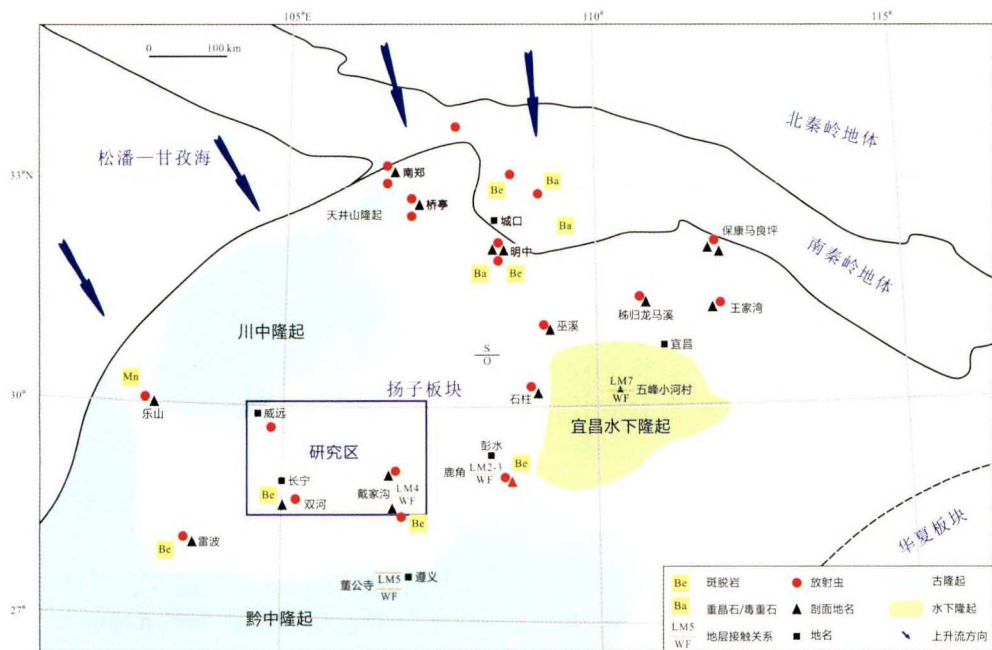 105°E
110°
115°
0
100 km
北秦岭地体
松潘—甘孜海
33°N
南郑
Be
Ba
桥亭
天井山隆起
城口
Ba
保康马良坪
明中
南秦岭地体
Ba
Be
秭归龙马溪
王家湾
川中隆起
巫溪
宜昌
S
O
Mn
扬子板块
LM7
WF
五峰小河村
30°
乐山
石柱
威远
宜昌水下隆起
研究区
彭水
Be
鹿角
LM2-3
WF
长宁
戴家沟
LM4
WF
Be
双河
Be
华夏板块
雷波
Be
董公寺
LM5
WF
遵义
27°
黔中隆起
Be
斑脱岩
放射虫
古隆起
Ba
重晶石/毒重石
剖面地名
水下隆起
LM5
WF
地层接触关系
地名
上升流方向